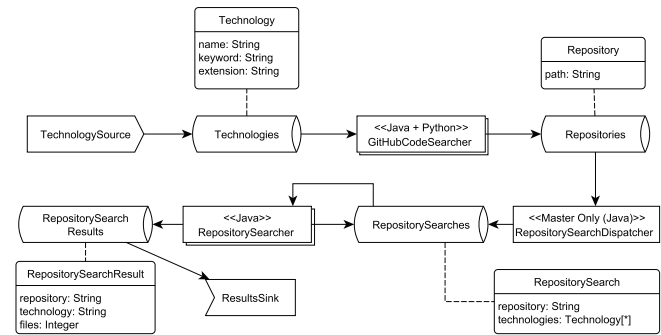 Technology
name: String
keyword: String
extension: String
Repository
path: String
TechnologySource
Technologies
<<Java + Python>>
GitHubCodeSearcher
Repositories
RepositorySearch
Results
<<Java>>
RepositorySearcher
RepositorySearches
<<Master Only (Java)>>
RepositorySearchDispatcher
RepositorySearchResult
repository: String
technology: String
files: Integer
ResultsSink
RepositorySearch
repository: String
technologies: Technology[*]